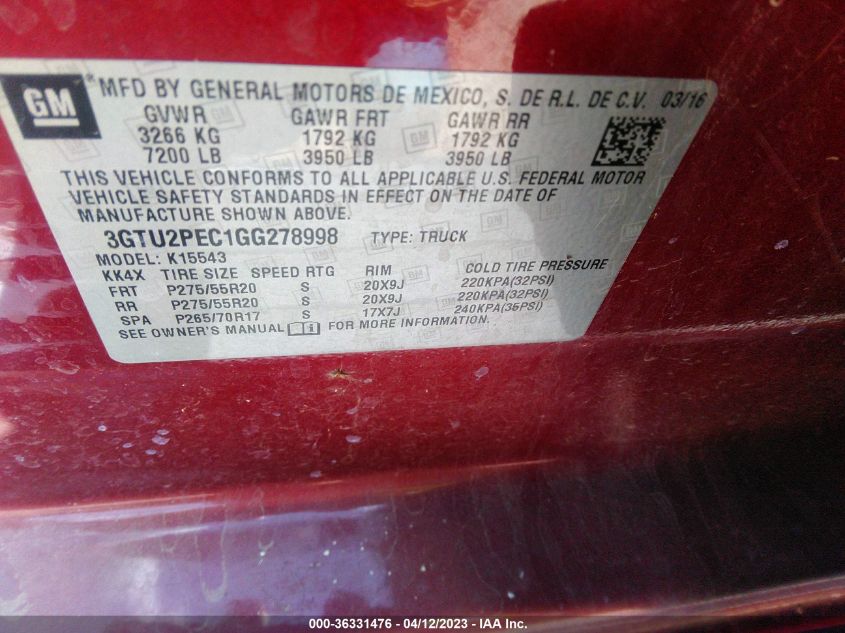 GM ® MFD BY GENERAL MOTORS DE MEXICO, S. DE R.L. DE C.V. 03/16
GVWR GAWR FRT GAWR RR
3266 KG 1792 KG 1792 KG
7200 LB 3950 LB 3950 LB
THIS VEHICLE CONFORMS TO ALL APPLICABLE U.S. FEDERAL MOTOR
VEHICLE SAFETY STANDARDS IN EFFECT ON THE DATE OF
MANUFACTURE SHOWN ABOVE.
3GTU2PEC1GG278998 TYPE: TRUCK
MODEL: K15543
KK4X TIRE SIZE SPEED RTG RIM COLD TIRE PRESSURE
FRT P275/55R20 S 20X9J 220KPA(32PSI)
RR P275/55R20 S 20X9J 220KPA(32PSI)
SPA P265/70R17 S 17X7J 240KPA(35PSI)
SEE OWNER'S MANUAL FOR MORE INFORMATION.
000-36331476 - 04/12/2023 - IAA Inc.